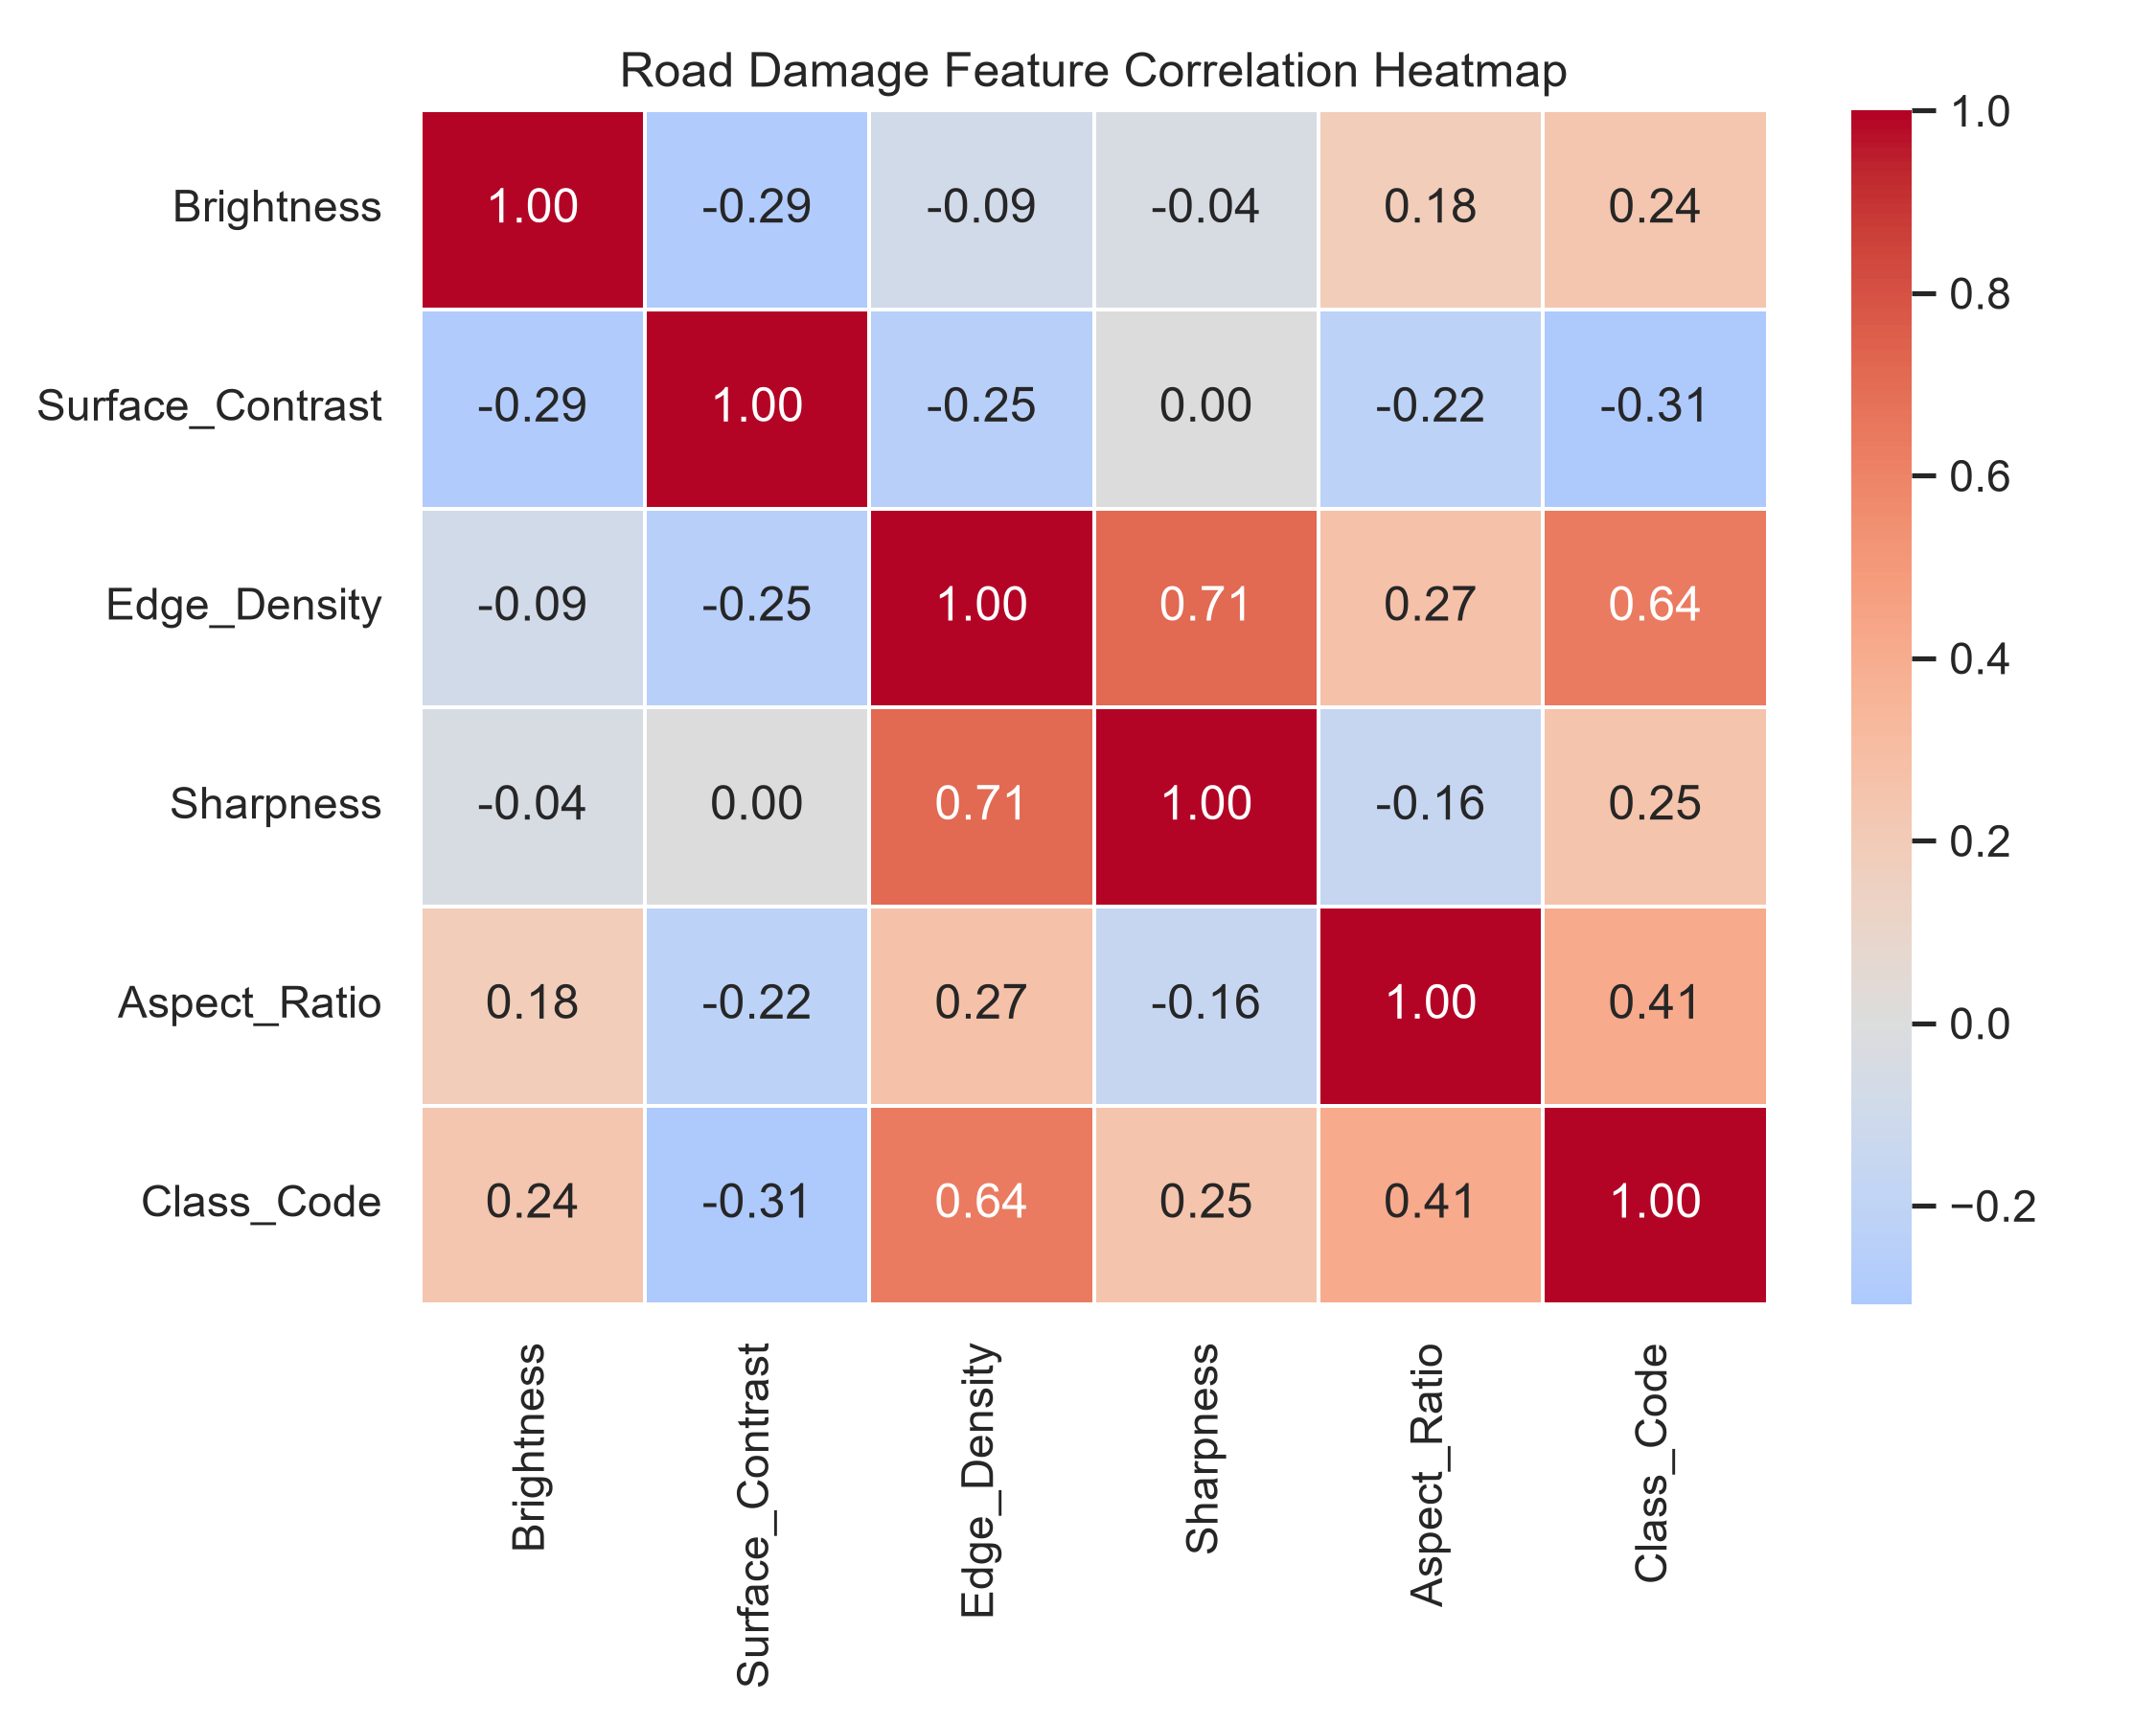 Road Damage Feature Correlation Heatmap
Brightness 1.00 -0.29 -0.09 -0.04 0.18 0.24
Surface_Contrast -0.29 1.00 -0.25 0.00 -0.22 -0.31
Edge_Density -0.09 -0.25 1.00 0.71 0.27 0.64
Sharpness -0.04 0.00 0.71 1.00 -0.16 0.25
Aspect_Ratio 0.18 -0.22 0.27 -0.16 1.00 0.41
Class_Code 0.24 -0.31 0.64 0.25 0.41 1.00
Brightness
Surface_Contrast
Edge_Density
Sharpness
Aspect_Ratio
Class_Code
1.0
0.8
0.6
0.4
0.2
0.0
−0.2